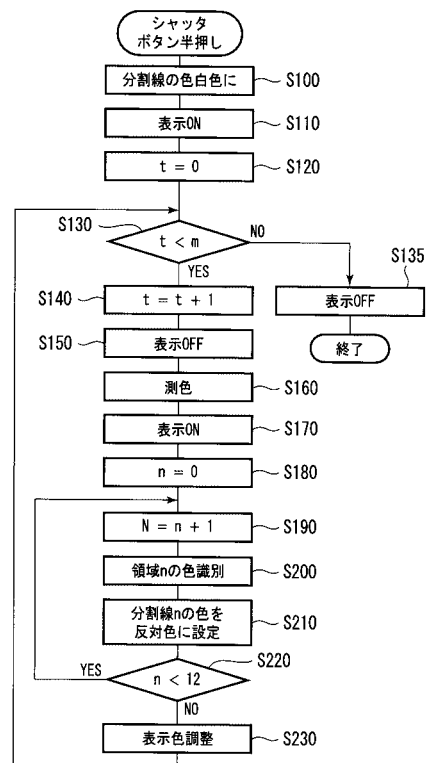 シャッタ
ボタン半押し
分割線の色白色に
S100
表示ON
S110
t = 0
S120
S130
t < m
NO
YES
S135
表示OFF
終了
S140
t = t + 1
S150
表示OFF
測色
S160
表示ON
S170
n = 0
S180
N = n + 1
S190
領域nの色識別
S200
分割線nの色を
反対色に設定
S210
YES
n < 12
S220
NO
表示色調整
S230